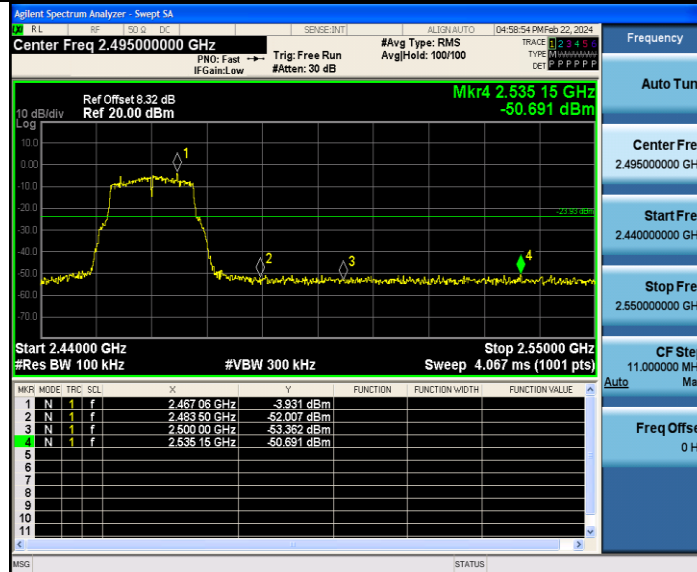 Agilent Spectrum Analyzer - Swept SA
RL RF 50 Ω DC SENSE:INT ALIGN AUTO 04:58:54 PM Feb 22, 2024
Center Freq 2.495000000 GHz #Avg Type: RMS TRACE 1 2 3 4 5 6
PNO: Fast Trig: Free Run Avg|Hold: 100/100 TYPE M
IFGain:Low #Atten: 30 dB DET P P P P P P
Frequency
Auto Tun
Center Fre
2.495000000 GH
Start Fre
2.440000000 GH
Stop Fre
2.550000000 GH
CF Ste
11.000000 MH
Auto Ma
Freq Offse
0 H
Mkr4 2.535 15 GHz
-50.691 dBm
Ref Offset 8.32 dB
10 dB/div Ref 20.00 dBm
Log
10.0
0.00
-10.0
-20.0
-30.0
-40.0
-50.0
-60.0
-70.0
1
-23.93 dBm
2
3
4
Start 2.44000 GHz Stop 2.55000 GHz
#Res BW 100 kHz #VBW 300 kHz Sweep 4.067 ms (1001 pts)
MKR MODE TRC SCL X Y FUNCTION FUNCTION WIDTH FUNCTION VALUE
1 N 1 f 2.467 06 GHz -3.931 dBm
2 N 1 f 2.483 50 GHz -52.007 dBm
3 N 1 f 2.500 00 GHz -53.362 dBm
4 N 1 f 2.535 15 GHz -50.691 dBm
5
6
7
8
9
10
11
MSG STATUS